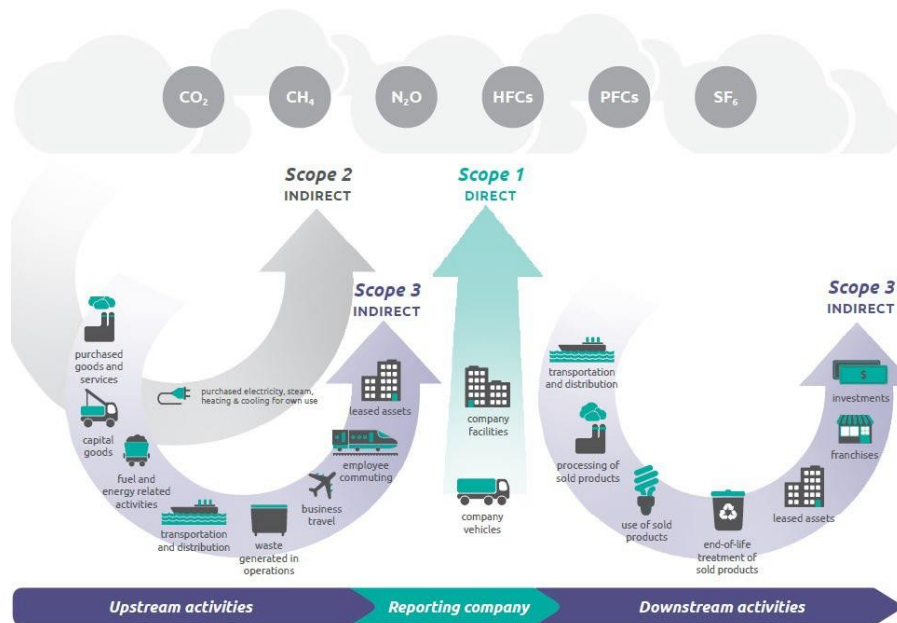 CO₂
CH₄
N₂O
HFCs
PFCs
SF₆
Scope 2
INDIRECT
Scope 1
DIRECT
Scope 3
INDIRECT
Scope 3
INDIRECT
purchased
goods and
services
capital
goods
fuel and
energy related
activities
purchased electricity, steam,
heating & cooling for own use
transportation
and distribution
waste
generated in
operations
business
travel
employee
commuting
leased assets
company
facilities
company
vehicles
transportation
and distribution
processing of
sold products
use of sold
products
end-of-life
treatment of
sold products
leased assets
franchises
$
investments
Upstream activities
Reporting company
Downstream activities